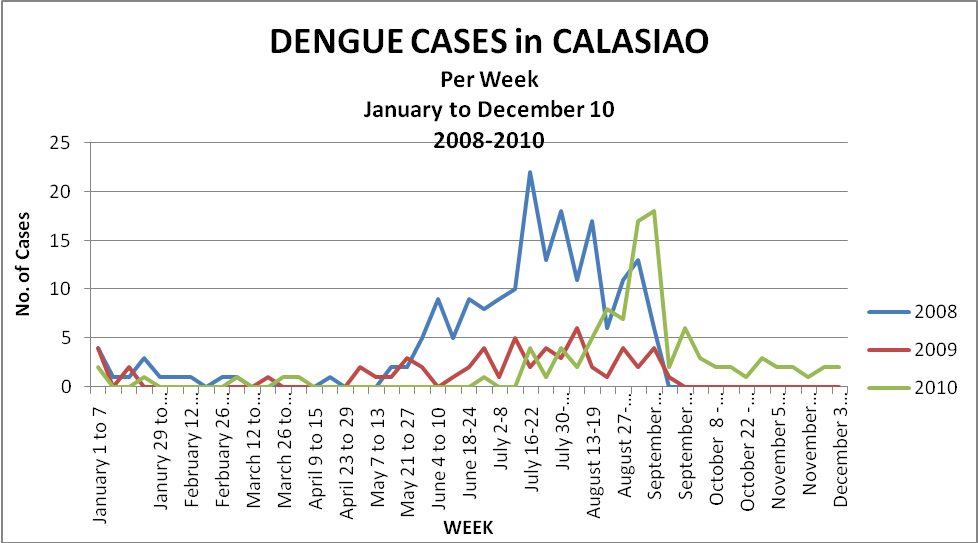 DENGUE CASES in CALASIAO
Per Week
January to December 10
2008-2010
25
20
15
10
5
0
No. of Cases
January 1 to 7
Janury 29 to ..
February 12 ..
Ferbuary 26 ...
March 12 to ..
March 26 to ..
April 9 to 15
April 23 to 29
May 7 to 13
May 21 to 27
June 4 to 10
June 18-24
July 2-8
July 16-22
July 30-..
August 13-19
August 27-..
September ..
September ..
October  8 -..
October 22 -..
November 5..
November ..
December 3..
WEEK
2008
2009
2010